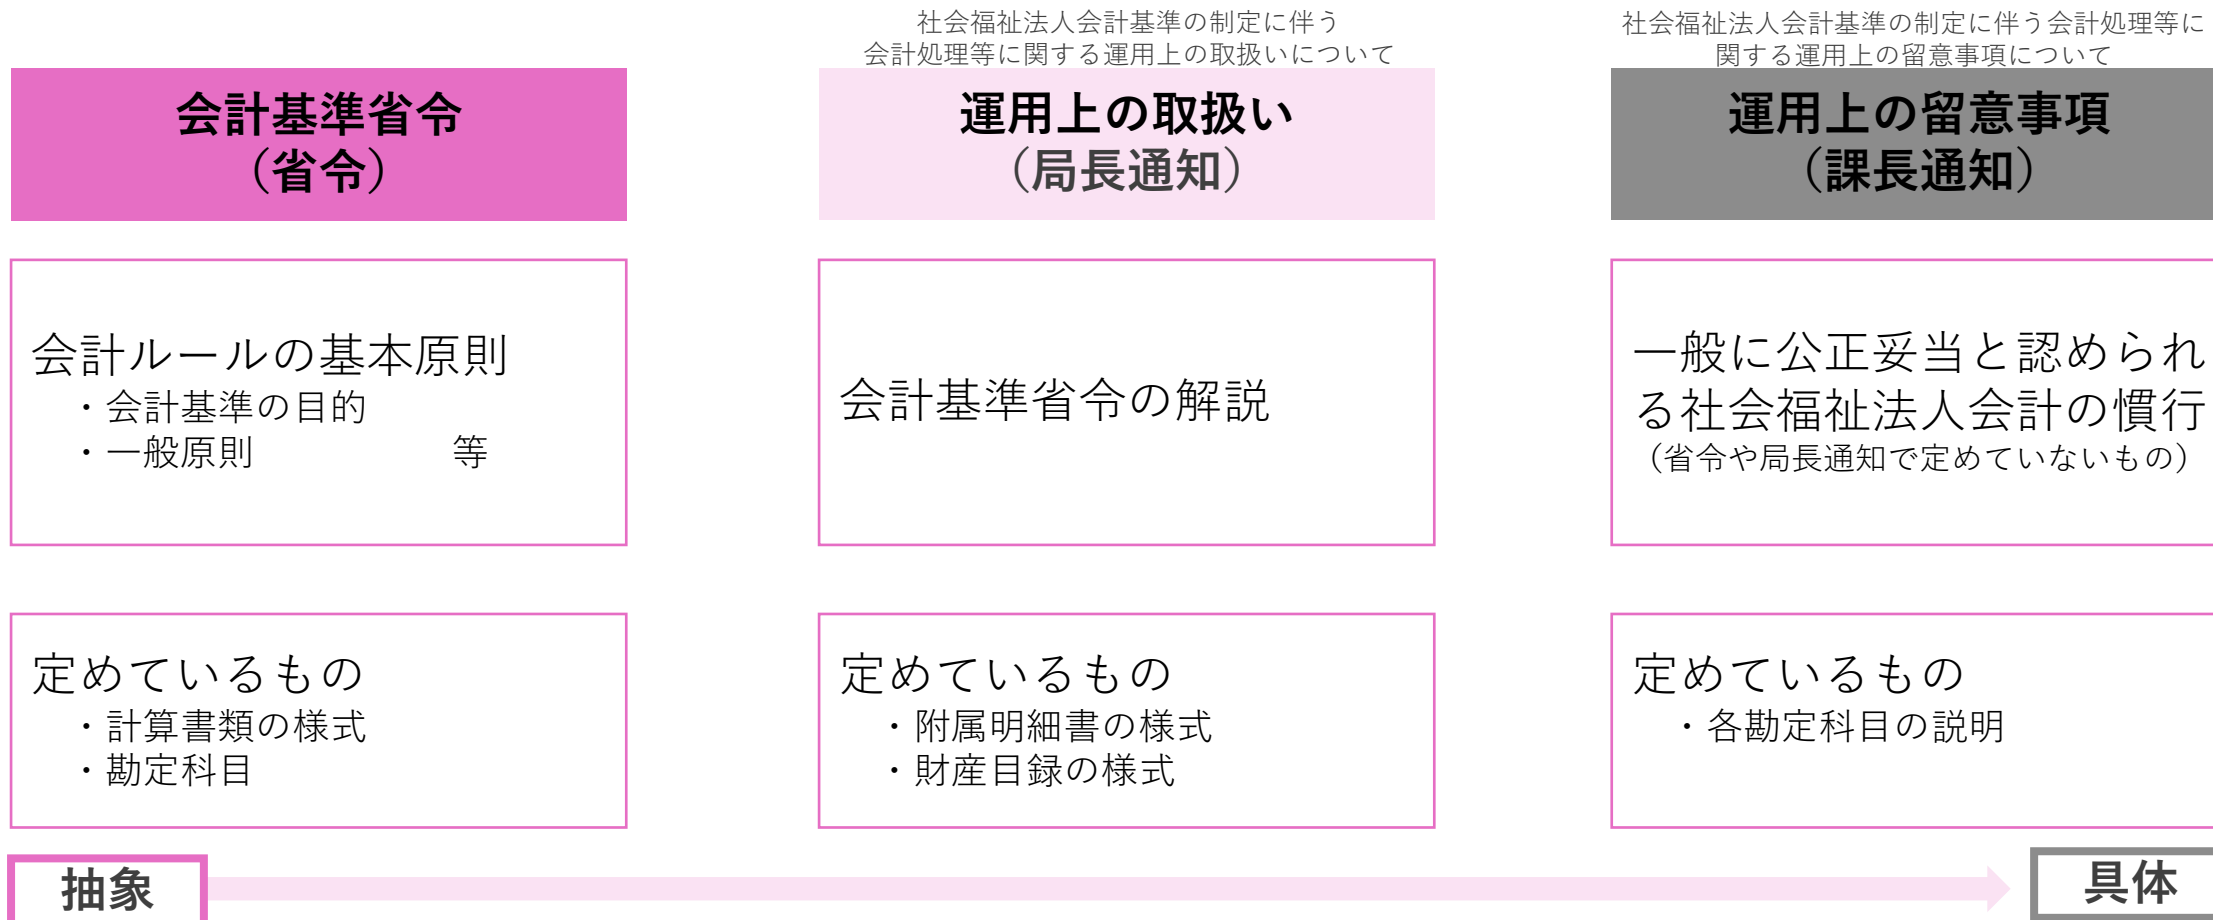 社会福祉法人会計基準の制定に伴う
会計処理等に関する運用上の取扱いについて
社会福祉法人会計基準の制定に伴う会計処理等に
関する運用上の留意事項について
会計基準省令
（省令）
運用上の取扱い
（局長通知）
運用上の留意事項
（課長通知）
会計ルールの基本原則
・会計基準の目的
・一般原則　　　　　等
会計基準省令の解説
一般に公正妥当と認められ
る社会福祉法人会計の慣行
（省令や局長通知で定めていないもの）
定めているもの
・計算書類の様式
・勘定科目
定めているもの
・附属明細書の様式
・財産目録の様式
定めているもの
・各勘定科目の説明
抽象
具体